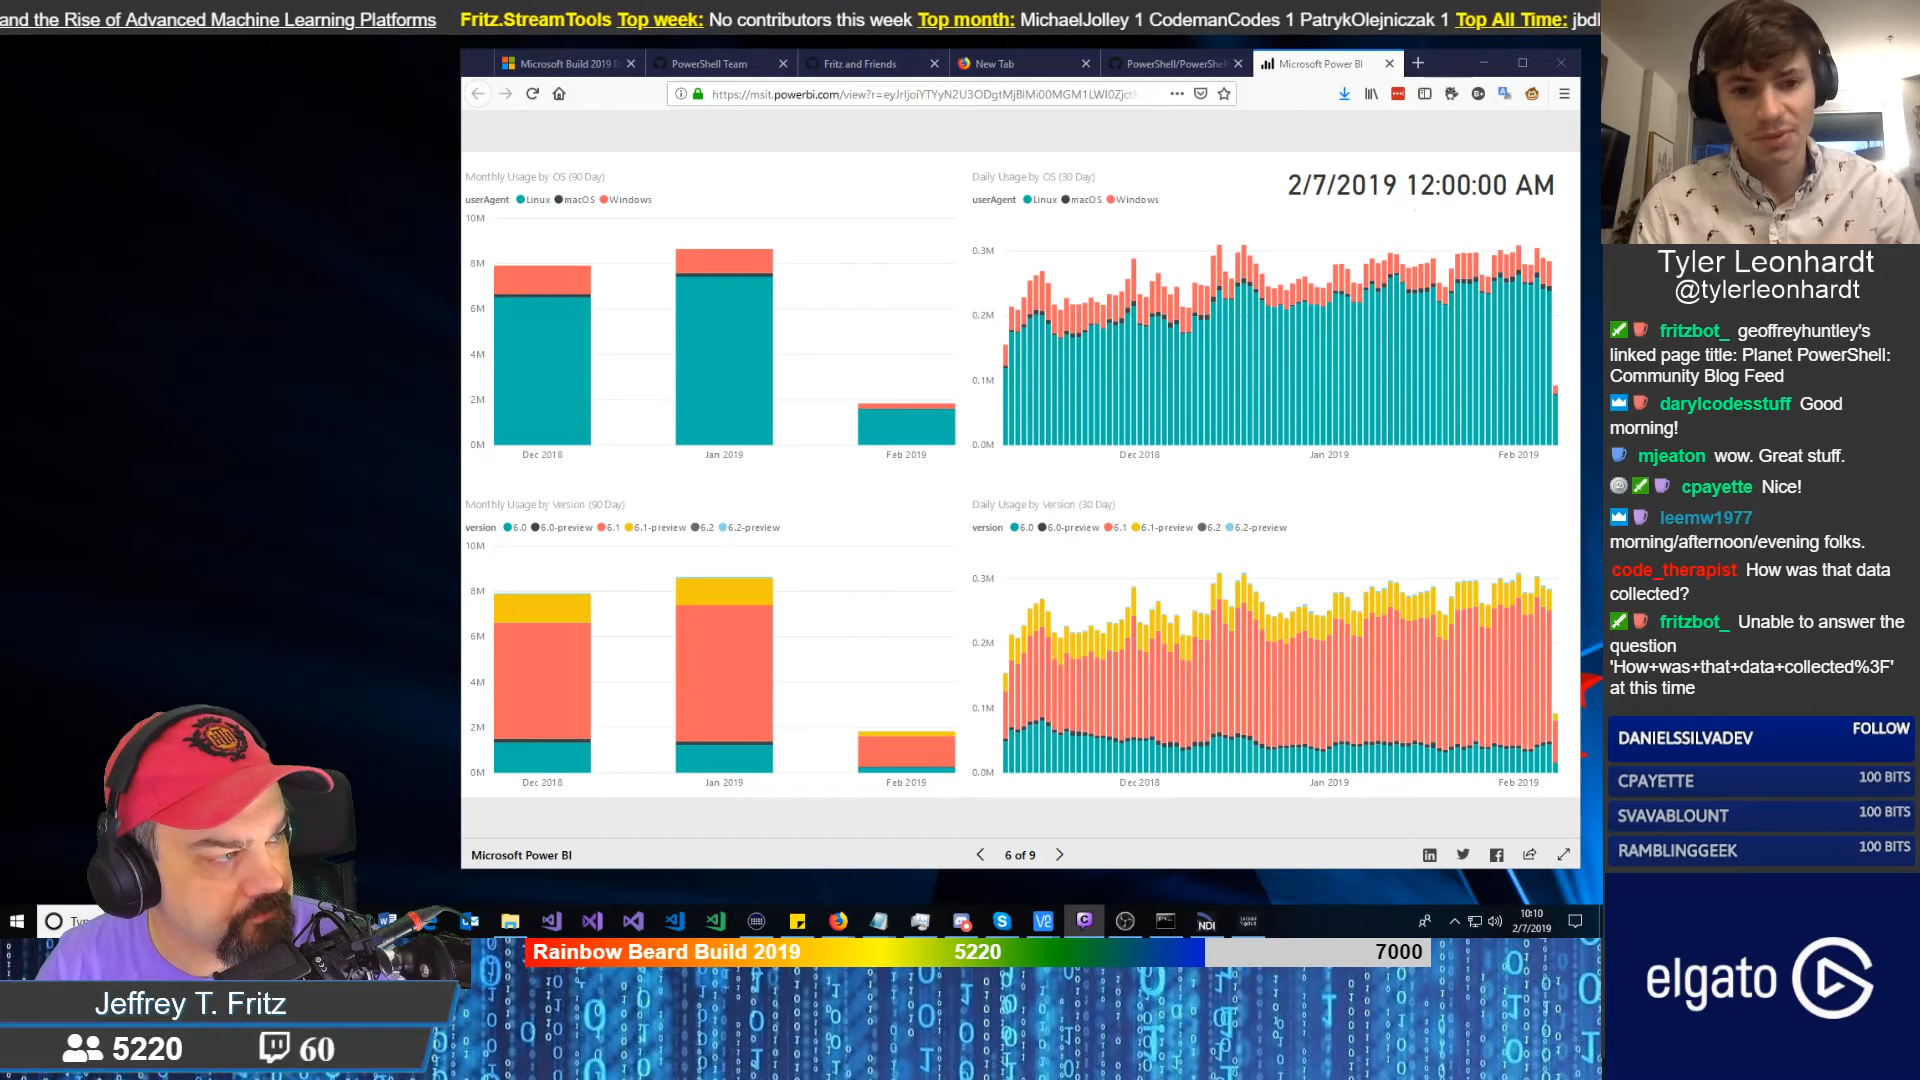 and the Rise of Advanced Machine Learning Platforms Fritz.StreamTools Top week: No contributors this week Top month: MichaelJolley 1 CodemanCodes 1 PatrykOlejniczak 1 Top All Time: jbdl
Microsoft Build 2019 D
PowerShell Team
Fritz and Friends
New Tab
PowerShell/PowerShell
Microsoft Power BI
Monthly Usage by OS (90 Day)
userAgent Linux macOS Windows
10M
8M
6M
4M
2M
0M
Dec 2018 Jan 2019 Feb 2019
Daily Usage by OS (30 Day)
2/7/2019 12:00:00 AM
userAgent Linux macOS Windows
0.3M
0.2M
0.1M
0.0M
Dec 2018 Jan 2019 Feb 2019
Monthly Usage by Version (90 Day)
version 6.0 6.0-preview 6.1 6.1-preview 6.2 6.2-preview
10M
8M
6M
4M
2M
0M
Dec 2018 Jan 2019 Feb 2019
Daily Usage by Version (30 Day)
version 6.0 6.0-preview 6.1 6.1-preview 6.2 6.2-preview
0.3M
0.2M
0.1M
0.0M
Dec 2018 Jan 2019 Feb 2019
Microsoft Power BI
6 of 9
Tyler Leonhardt
@tylerleonhardt
fritzbot_ geoffreyhuntley's
linked page title: Planet PowerShell:
Community Blog Feed
darylcodesstuff Good
morning!
mjeaton wow. Great stuff.
cpayette Nice!
leemw1977
morning/afternoon/evening folks.
code_therapist How was that data
collected?
fritzbot_ Unable to answer the
question
'How+was+that+data+collected%3F'
at this time
DANIELSSILVADEV FOLLOW
CPAYETTE 100 BITS
SVAVABLOUNT 100 BITS
RAMBLINGGEEK 100 BITS
elgato
10:10
2/7/2019
NDI
Rainbow Beard Build 2019 5220 7000
Jeffrey T. Fritz
5220 60